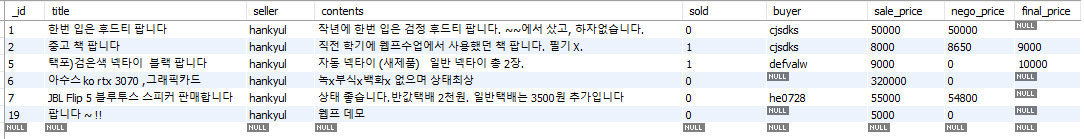 _id title seller contents sold buyer sale_price nego_price final_price
1 한번 입은 후드티 팝니다 hankyul 작년에 한번 입은 검정 후드티 팝니다. ~~에서 샀고, 하자없습니다. 0 cjsdks 50000 50000
2 중고 책 팝니다 hankyul 직전 학기에 웹프수업에서 사용했던 책 팝니다. 필기 X. 1 cjsdks 8000 8650 9000
5 택포)검은색 넥타이 블랙 팝니다 hankyul 자동 넥타이 (새제품) 일반 넥타이 총 2장. 1 defvalw 9000 0 10000
6 아수스 ko rtx 3070 ,그래픽카드 hankyul 녹x부식x백화x 없으며 상태최상 0 NULL 320000 0 NULL
7 JBL Flip 5 블루투스 스피커 판매합니다 hankyul 상태 좋습니다.반값택배 2천원. 일반택배는 3500원 추가입니다 0 he0728 55000 54800 NULL
19 팝니다 ~ !! hankyul 웹프 데모 0 NULL 5000 0 NULL
NULL NULL NULL NULL NULL NULL NULL NULL NULL